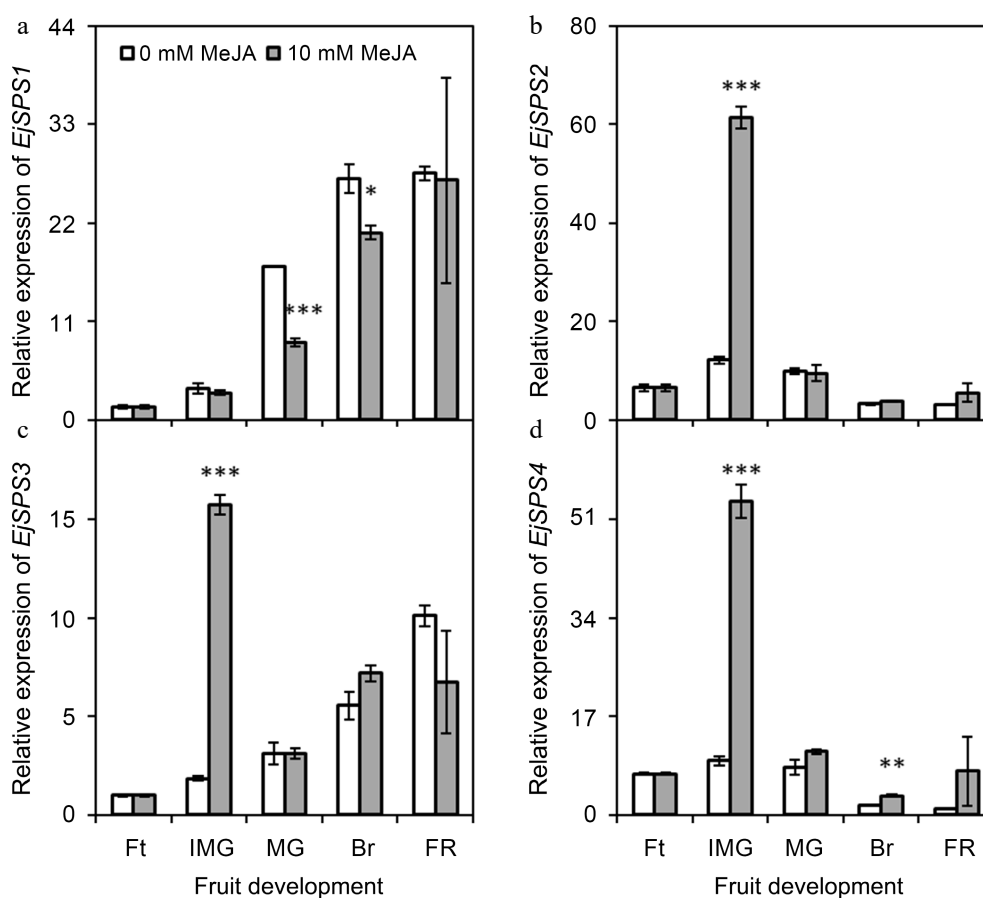 a
44
33
22
11
0
Relative expression of EjSPS1
0 mM MeJA 10 mM MeJA
***
*
b
80
60
40
20
0
Relative expression of EjSPS2
***
c
15
10
5
0
Relative expression of EjSPS3
***
Ft IMG MG Br FR
Fruit development
d
51
34
17
0
Relative expression of EjSPS4
***
**
Ft IMG MG Br FR
Fruit development